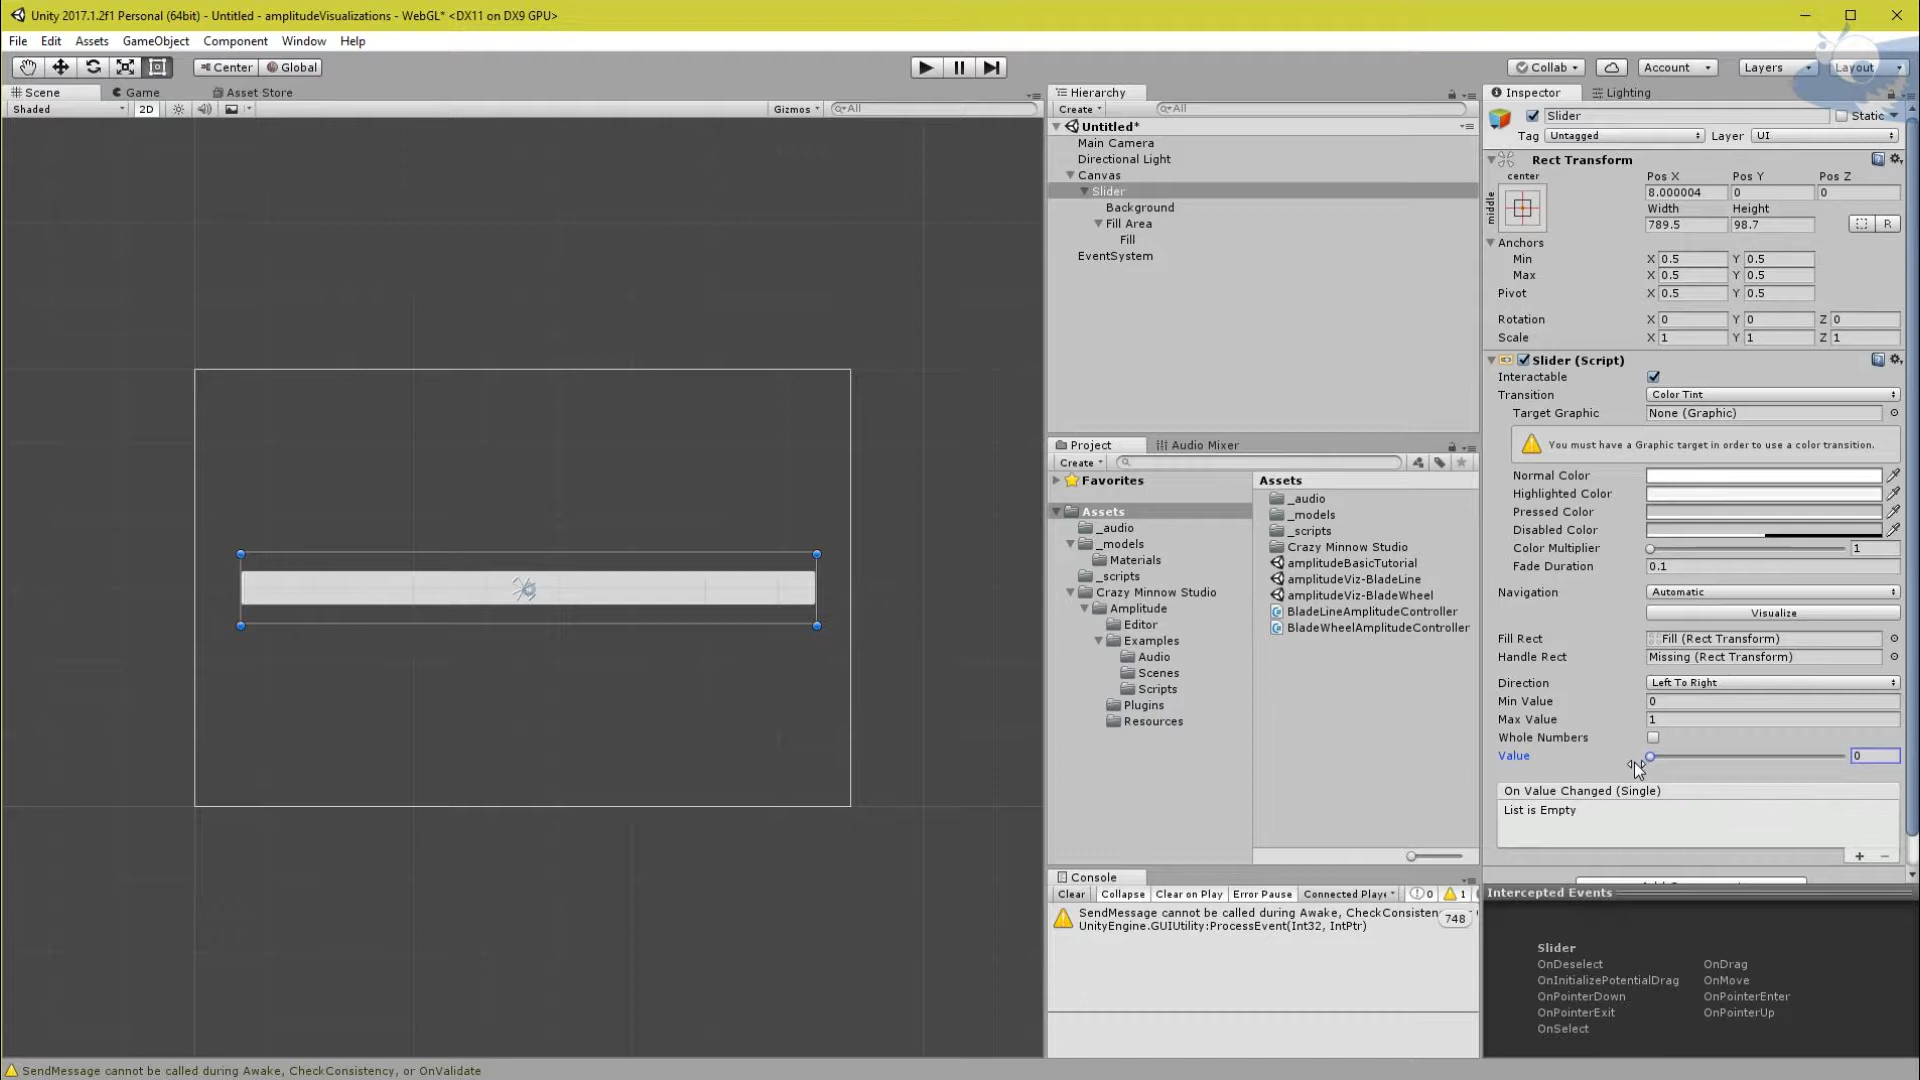 Unity 2017.1.2f1 Personal (64bit) - Untitled - amplitudeVisualizations - WebGL* <DX11 on DX9 GPU>
File Edit Assets GameObject Component Window Help
Center Global
Collab Account Layers Layout
Scene Game Asset Store
Shaded 2D Gizmos All
Hierarchy
Create All
Untitled*
Main Camera
Directional Light
Canvas
Slider
Background
Fill Area
Fill
EventSystem
Project Audio Mixer
Create
Favorites
Assets
_audio
_models
Materials
_scripts
Crazy Minnow Studio
Amplitude
Editor
Examples
Audio
Scenes
Scripts
Plugins
Resources
Assets
_audio
_models
_scripts
Crazy Minnow Studio
amplitudeBasicTutorial
amplitudeViz-BladeLine
amplitudeViz-BladeWheel
BladeLineAmplitudeController
BladeWheelAmplitudeController
Console
Clear Collapse Clear on Play Error Pause Connected Playe 0 1
SendMessage cannot be called during Awake, CheckConsisten 748
UnityEngine.GUIUtility:ProcessEvent(Int32, IntPtr)
Inspector Lighting
Slider Static
Tag Untagged Layer UI
Rect Transform
center Pos X Pos Y Pos Z
middle 8.000004 0 0
Width Height
789.5 98.7 R
Anchors
Min X 0.5 Y 0.5
Max X 0.5 Y 0.5
Pivot X 0.5 Y 0.5
Rotation X 0 Y 0 Z 0
Scale X 1 Y 1 Z 1
Slider (Script)
Interactable
Transition Color Tint
Target Graphic None (Graphic)
You must have a Graphic target in order to use a color transition.
Normal Color
Highlighted Color
Pressed Color
Disabled Color
Color Multiplier 1
Fade Duration 0.1
Navigation Automatic
Visualize
Fill Rect Fill (Rect Transform)
Handle Rect Missing (Rect Transform)
Direction Left To Right
Min Value 0
Max Value 1
Whole Numbers
Value 0
On Value Changed (Single)
List is Empty
Intercepted Events
Slider
OnDeselect OnDrag
OnInitializePotentialDrag OnMove
OnPointerDown OnPointerEnter
OnPointerExit OnPointerUp
OnSelect
SendMessage cannot be called during Awake, CheckConsistency, or OnValidate